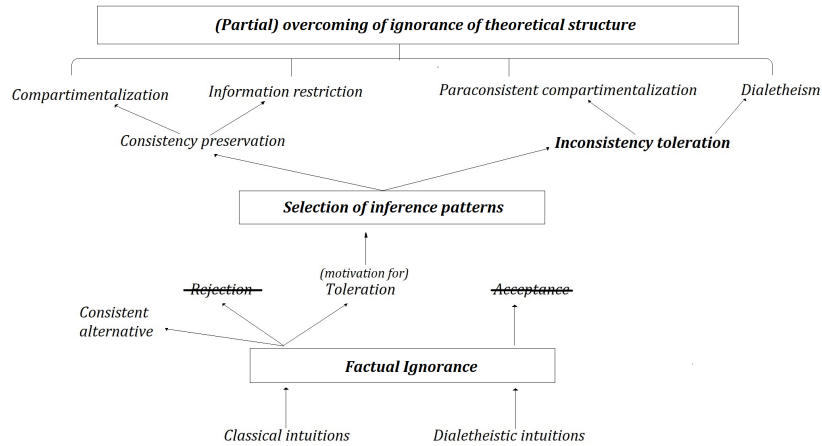 (Partial) overcoming of ignorance of theoretical structure
Compartimentalization
Information restriction
Paraconsistent compartimentalization
Dialetheism
Consistency preservation
Inconsistency toleration
Selection of inference patterns
(motivation for)
Rejection
Toleration
Acceptance
Consistent
alternative
Factual Ignorance
Classical intuitions
Dialetheistic intuitions